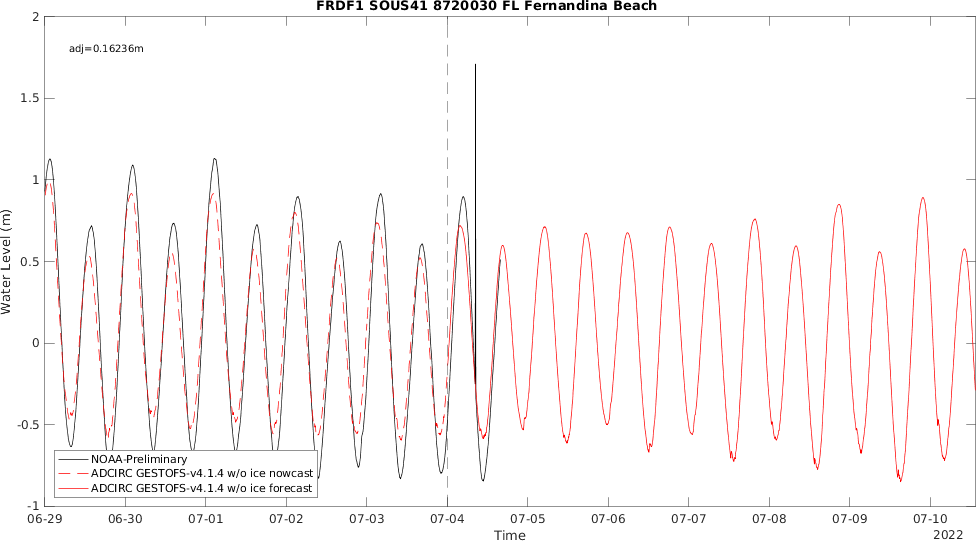 FRDF1 SOUS41 8720030 FL Fernandina Beach
adj=0.16236m
2
1.5
1
0.5
0
-0.5
-1
Water Level (m)
NOAA-Preliminary
ADCIRC GESTOFS-v4.1.4 w/o ice nowcast
ADCIRC GESTOFS-v4.1.4 w/o ice forecast
06-29 06-30 07-01 07-02 07-03 07-04 07-05 07-06 07-07 07-08 07-09 07-10
Time
2022